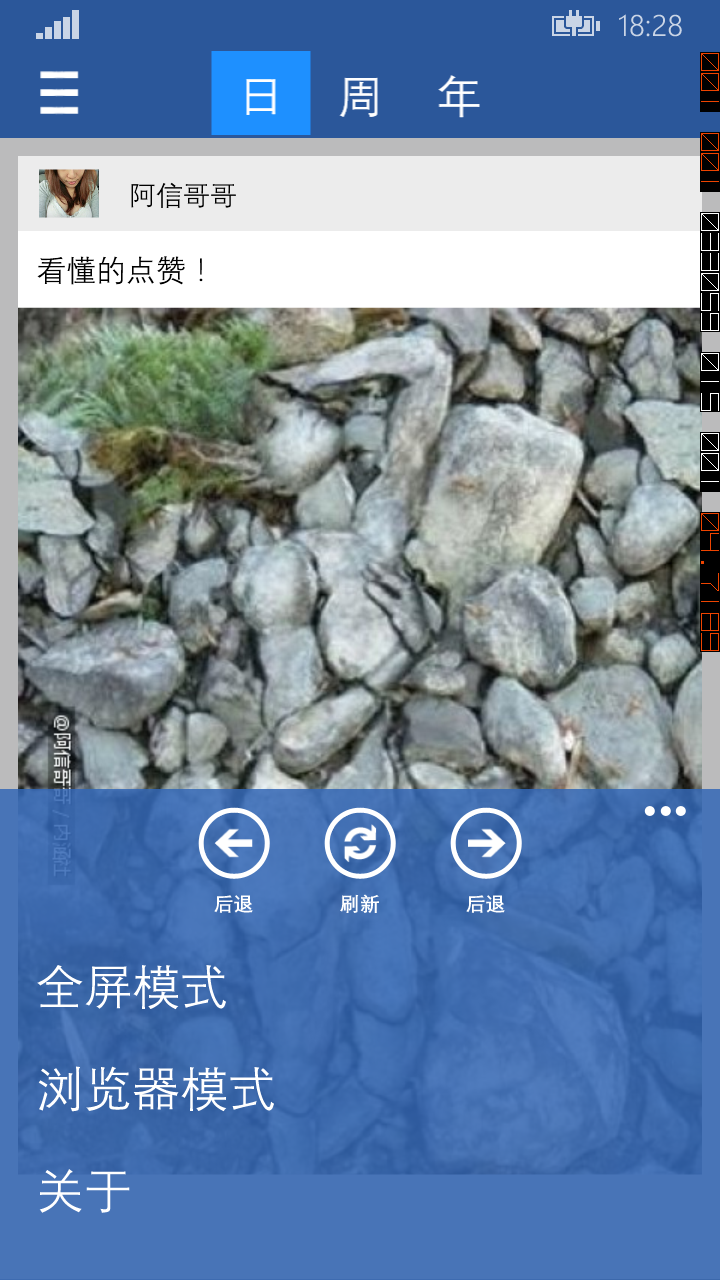 18:28
日 周 年
阿信哥哥
看懂的点赞！
@阿信哥哥 / 内涵社
后退 刷新 后退
全屏模式
浏览器模式
关于